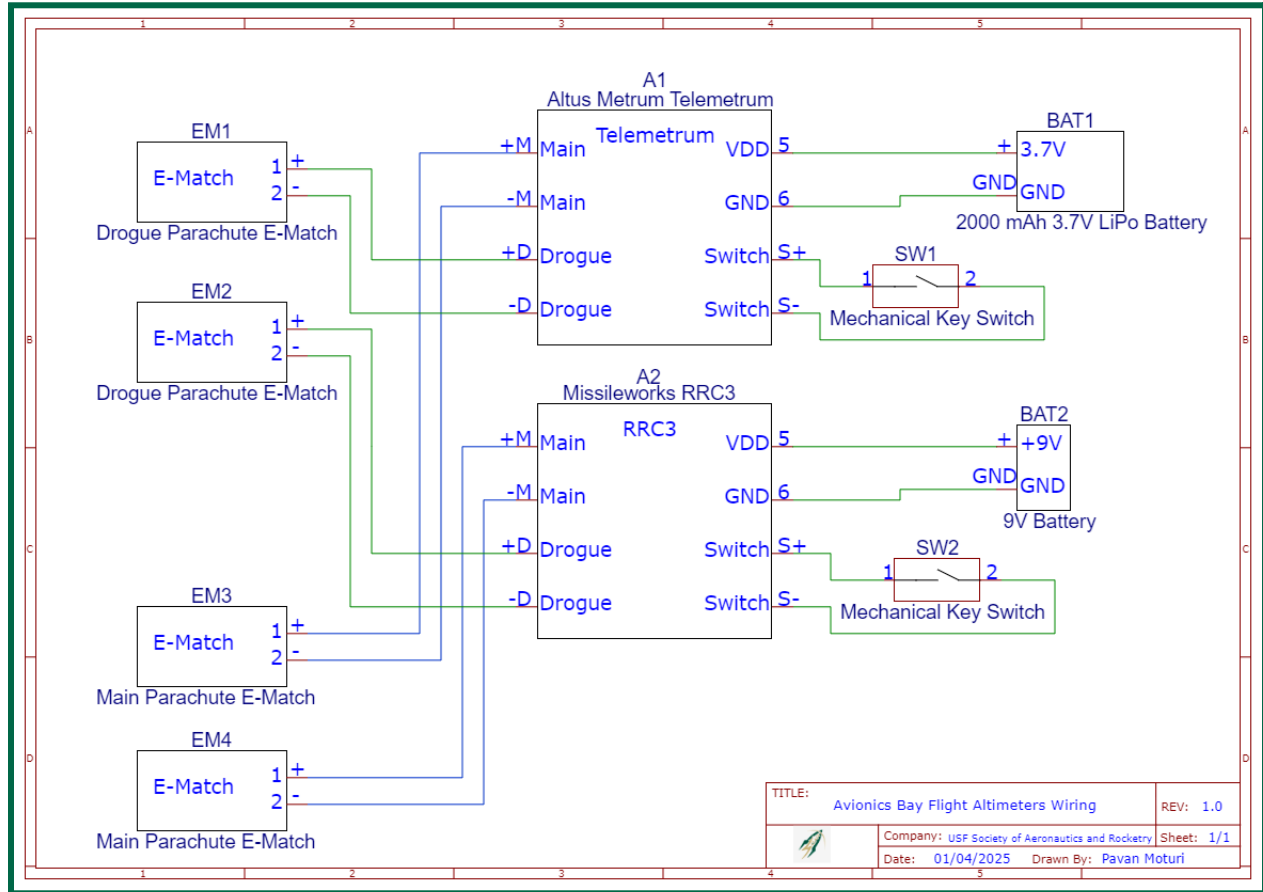 1 2 3 4 5
A
B
C
D
EM1
E-Match
1 +
2 -
Drogue Parachute E-Match
EM2
E-Match
1 +
2 -
Drogue Parachute E-Match
EM3
E-Match
1 +
2 -
Main Parachute E-Match
EM4
E-Match
1 +
2 -
Main Parachute E-Match
A1
Altus Metrum Telemetrum
Telemetrum
+M Main VDD 5
-M Main GND 6
+D Drogue Switch S+
-D Drogue Switch S-
BAT1
+ 3.7V
GND GND
2000 mAh 3.7V LiPo Battery
SW1
1 2
Mechanical Key Switch
A2
Missileworks RRC3
RRC3
+M Main VDD 5
-M Main GND 6
+D Drogue Switch S+
-D Drogue Switch S-
BAT2
+ +9V
GND GND
9V Battery
SW2
1 2
Mechanical Key Switch
A
B
C
D
TITLE:
Avionics Bay Flight Altimeters Wiring
REV: 1.0
Company: USF Society of Aeronautics and Rocketry
Sheet: 1/1
Date: 01/04/2025 Drawn By: Pavan Moturi
1 2 3 4 5